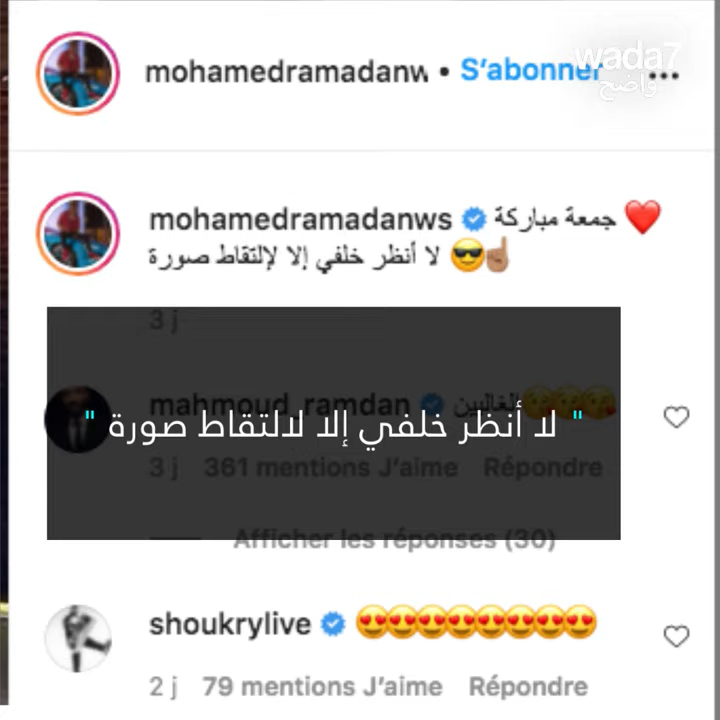 wada7
واضح
mohamedramadanw • S'abonner ...
mohamedramadanws جمعة مباركة ❤️
لا أنظر خلفي إلا لإلتقاط صورة 😎☝🏽
3 j
mahmoud_ramdan الغاليين 😘😘😘
" لا أنظر خلفي إلا لالتقاط صورة "
3 j 361 mentions J'aime Répondre
Afficher les réponses (30)
shoukrylive 😍😍😍😍😍😍😍😍
2 j 79 mentions J'aime Répondre